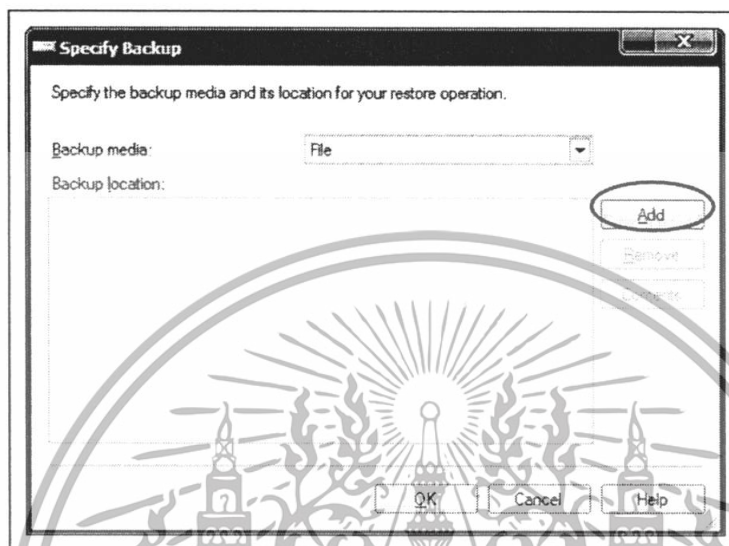 Specify Backup
Specify the backup media and its location for your restore operation.
Backup media:
File
Backup location:
Add
Remove
Contents
OK
Cancel
Help